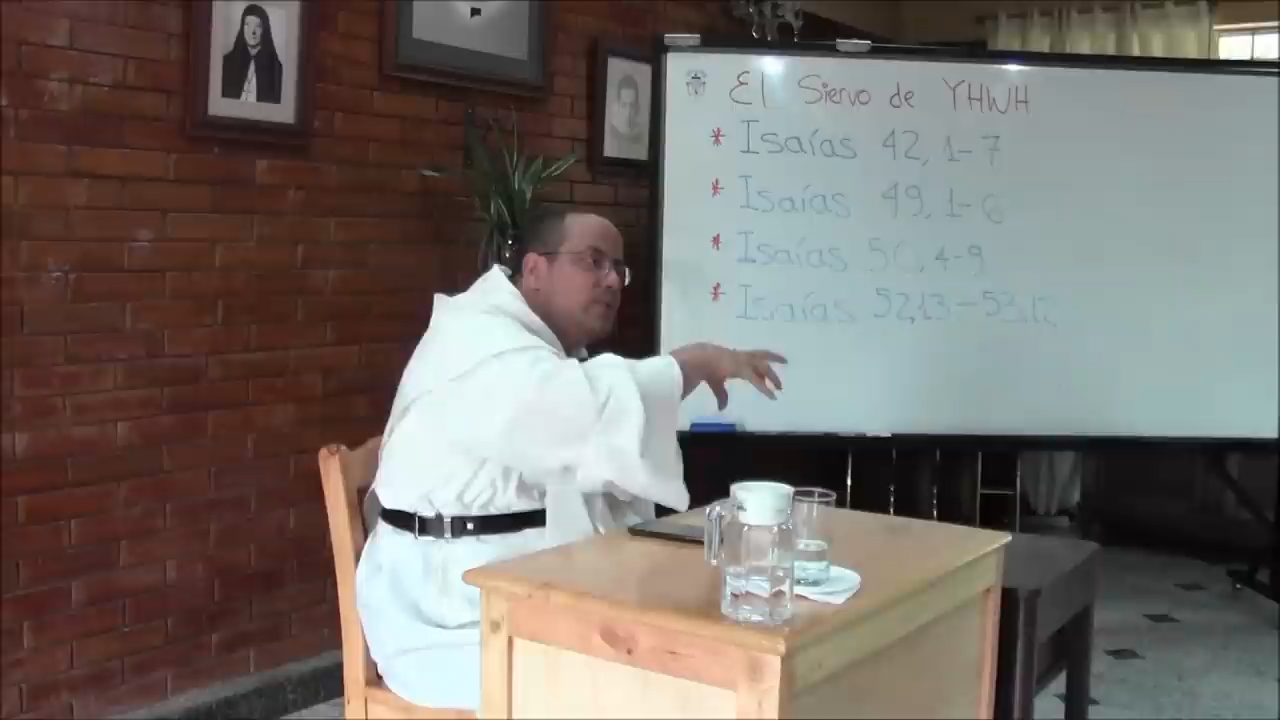 El Siervo de YHWH
* Isaías 42, 1-7
* Isaías 49, 1-6
* Isaías 50, 4-9
* Isaías 52,13-53,12